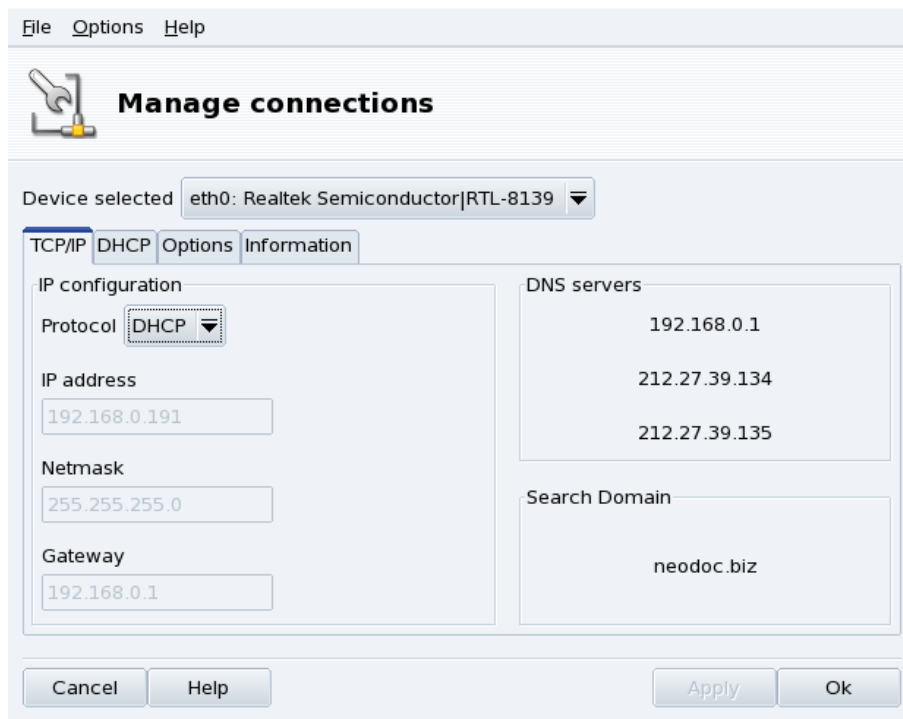 File Options Help
Manage connections
Device selected eth0: Realtek Semiconductor|RTL-8139
TCP/IP DHCP Options Information
IP configuration
Protocol DHCP
IP address
192.168.0.191
Netmask
255.255.255.0
Gateway
192.168.0.1
DNS servers
192.168.0.1
212.27.39.134
212.27.39.135
Search Domain
neodoc.biz
Cancel Help Apply Ok